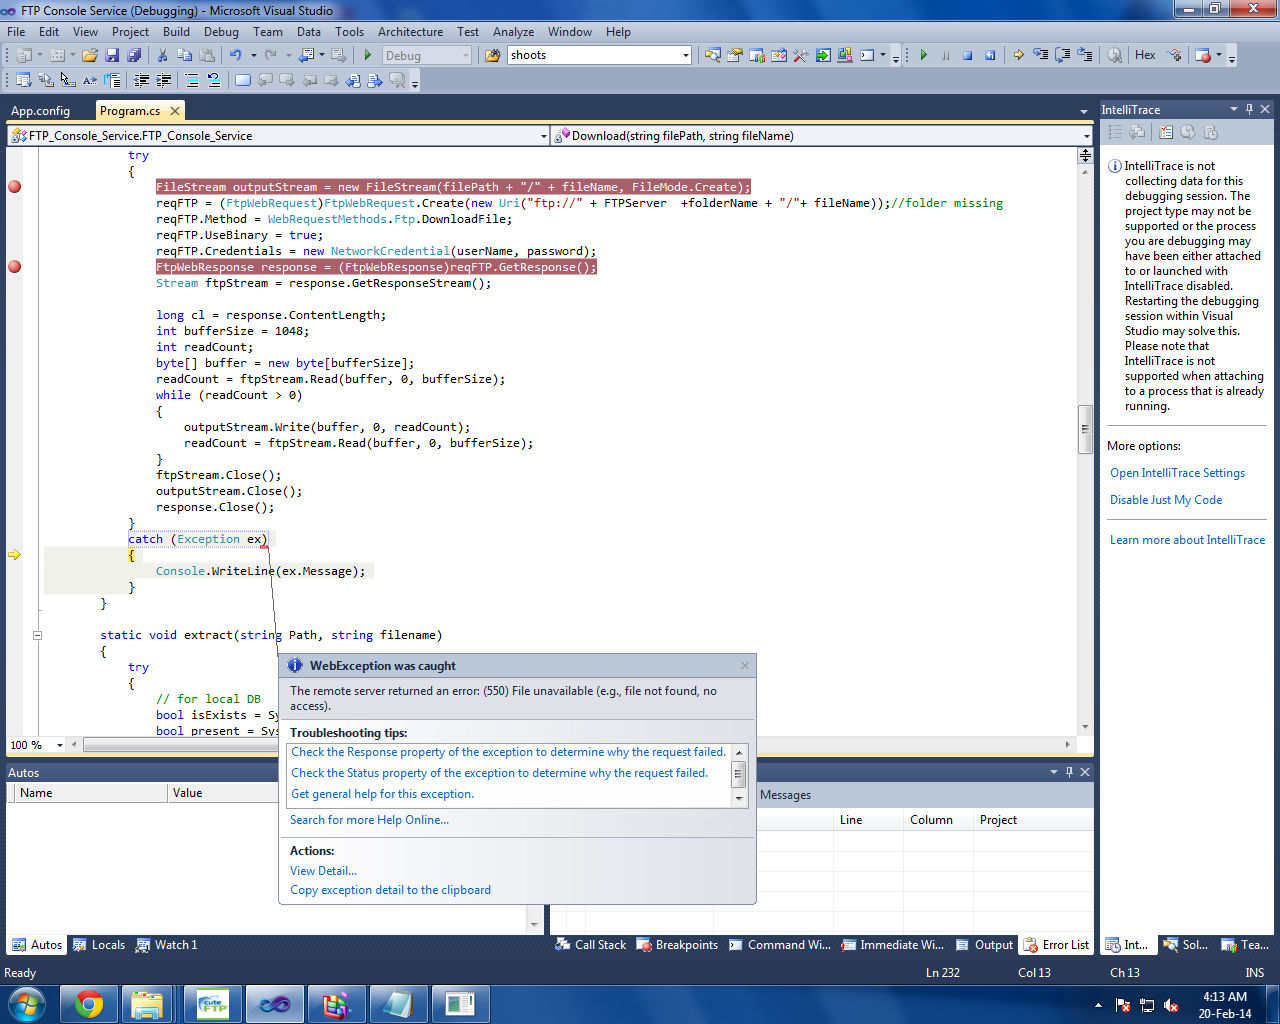 FTP Console Service (Debugging) - Microsoft Visual Studio
File Edit View Project Build Debug Team Data Tools Architecture Test Analyze Window Help
Debug shoots Hex
App.config Program.cs
FTP_Console_Service.FTP_Console_Service Download(string filePath, string fileName)
try
{
FileStream outputStream = new FileStream(filePath + "/" + fileName, FileMode.Create);
reqFTP = (FtpWebRequest)FtpWebRequest.Create(new Uri("ftp://" + FTPServer +folderName + "/"+ fileName));//folder missing
reqFTP.Method = WebRequestMethods.Ftp.DownloadFile;
reqFTP.UseBinary = true;
reqFTP.Credentials = new NetworkCredential(userName, password);
FtpWebResponse response = (FtpWebResponse)reqFTP.GetResponse();
Stream ftpStream = response.GetResponseStream();
long cl = response.ContentLength;
int bufferSize = 1048;
int readCount;
byte[] buffer = new byte[bufferSize];
readCount = ftpStream.Read(buffer, 0, bufferSize);
while (readCount > 0)
{
outputStream.Write(buffer, 0, readCount);
readCount = ftpStream.Read(buffer, 0, bufferSize);
}
ftpStream.Close();
outputStream.Close();
response.Close();
}
catch (Exception ex)
{
Console.WriteLine(ex.Message);
}
}
static void extract(string Path, string filename)
{
try
{
// for local DB
bool isExists = Sy
bool present = Sys
100 %
WebException was caught
The remote server returned an error: (550) File unavailable (e.g., file not found, no
access).
Troubleshooting tips:
Check the Response property of the exception to determine why the request failed.
Check the Status property of the exception to determine why the request failed.
Get general help for this exception.
Search for more Help Online...
Actions:
View Detail...
Copy exception detail to the clipboard
IntelliTrace
IntelliTrace is not
collecting data for this
debugging session. The
project type may not be
supported or the process
you are debugging may
have been either attached
to or launched with
IntelliTrace disabled.
Restarting the debugging
session within Visual
Studio may solve this.
Please note that
IntelliTrace is not
supported when attaching
to a process that is already
running.
More options:
Open IntelliTrace Settings
Disable Just My Code
Learn more about IntelliTrace
Autos
Name Value
Messages
Line Column Project
Autos Locals Watch 1
Call Stack Breakpoints Command Wi... Immediate Wi... Output Error List
Int... Sol... Tea...
Ready Ln 232 Col 13 Ch 13 INS
cute FTP
4:13 AM
20-Feb-14